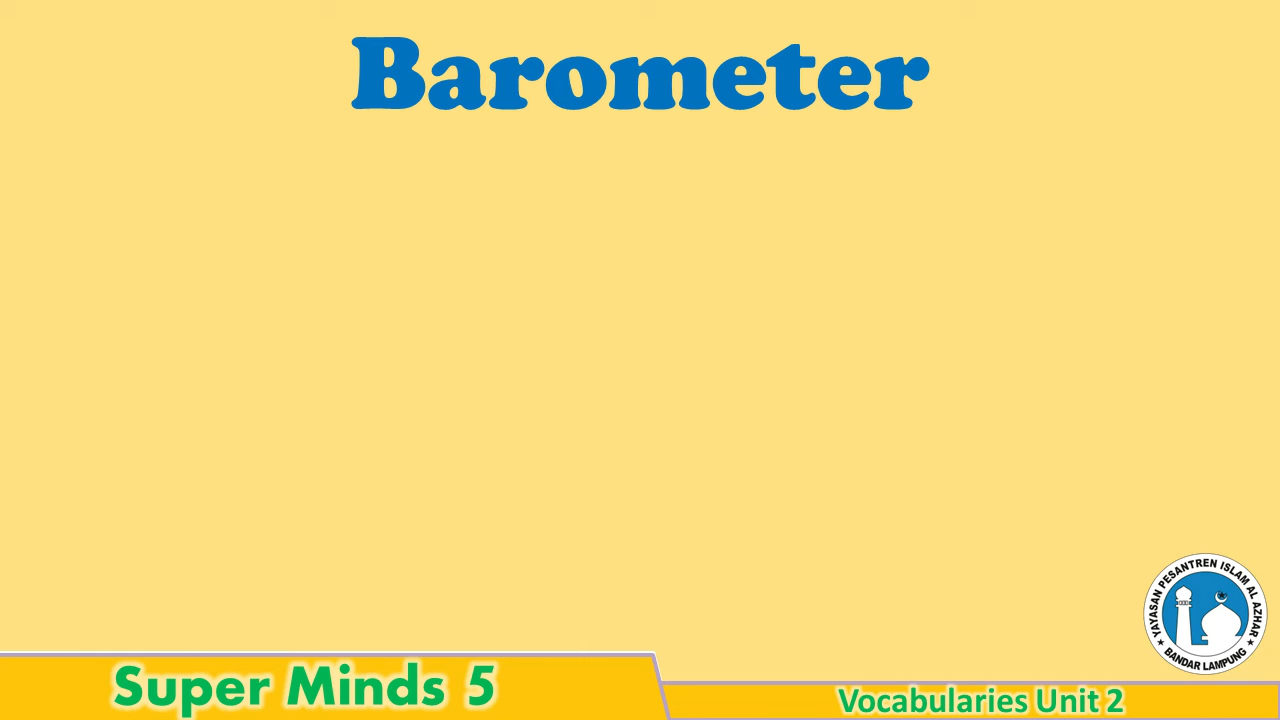 Barometer
YAYASAN PESANTREN ISLAM AL AZHAR
★ BANDAR LAMPUNG ★
Super Minds 5
Vocabularies Unit 2